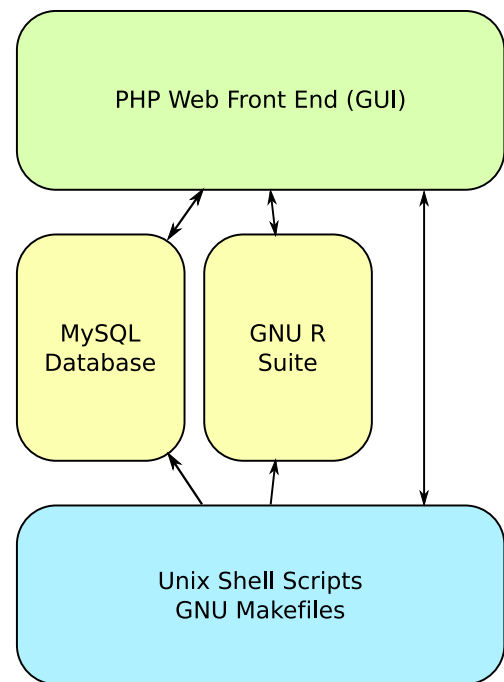 PHP Web Front End (GUI)
MySQL
Database
GNU R
Suite
Unix Shell Scripts
GNU Makefiles